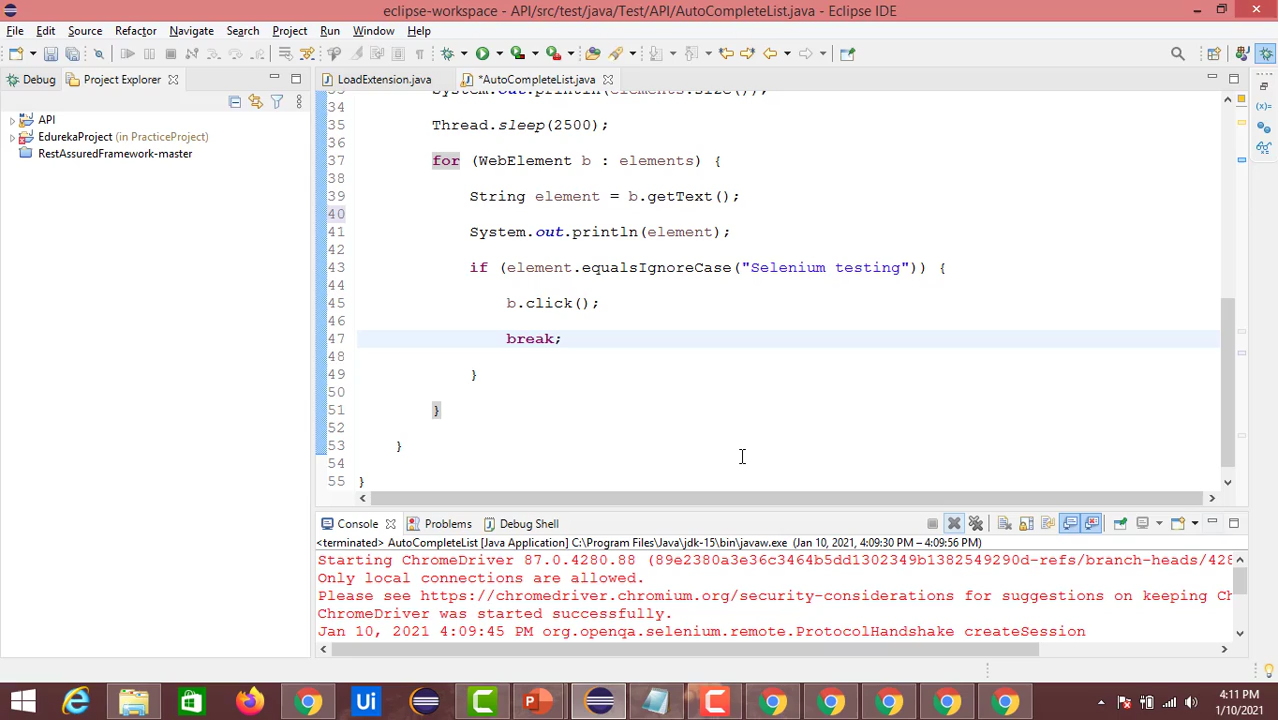 eclipse-workspace - API/src/test/java/Test/API/AutoCompleteList.java - Eclipse IDE
File Edit Source Refactor Navigate Search Project Run Window Help
Debug Project Explorer
LoadExtension.java *AutoCompleteList.java
API
EdurekaProject (in PracticeProject)
RestAssuredFramework-master
System.out.println(elements.size());
34
35 Thread.sleep(2500);
36
37 for (WebElement b : elements) {
38
39 String element = b.getText();
40
41 System.out.println(element);
42
43 if (element.equalsIgnoreCase("Selenium testing")) {
44
45 b.click();
46
47 break;
48
49 }
50
51 }
52
53 }
54
55 }
Console Problems Debug Shell
<terminated> AutoCompleteList [Java Application] C:\Program Files\Java\jdk-15\bin\javaw.exe (Jan 10, 2021 4:09:30 PM – 4:09:56 PM)
Starting ChromeDriver 87.0.4280.88 (89e2380a3e36c3464b5dd1302349b1382549290d-refs/branch-heads/428
Only local connections are allowed.
Please see https://chromedriver.chromium.org/security-considerations for suggestions on keeping Ch
ChromeDriver was started successfully.
Jan 10, 2021 4:09:45 PM org.openqa.selenium.remote.ProtocolHandshake createSession
Ui
4:11 PM
1/10/2021